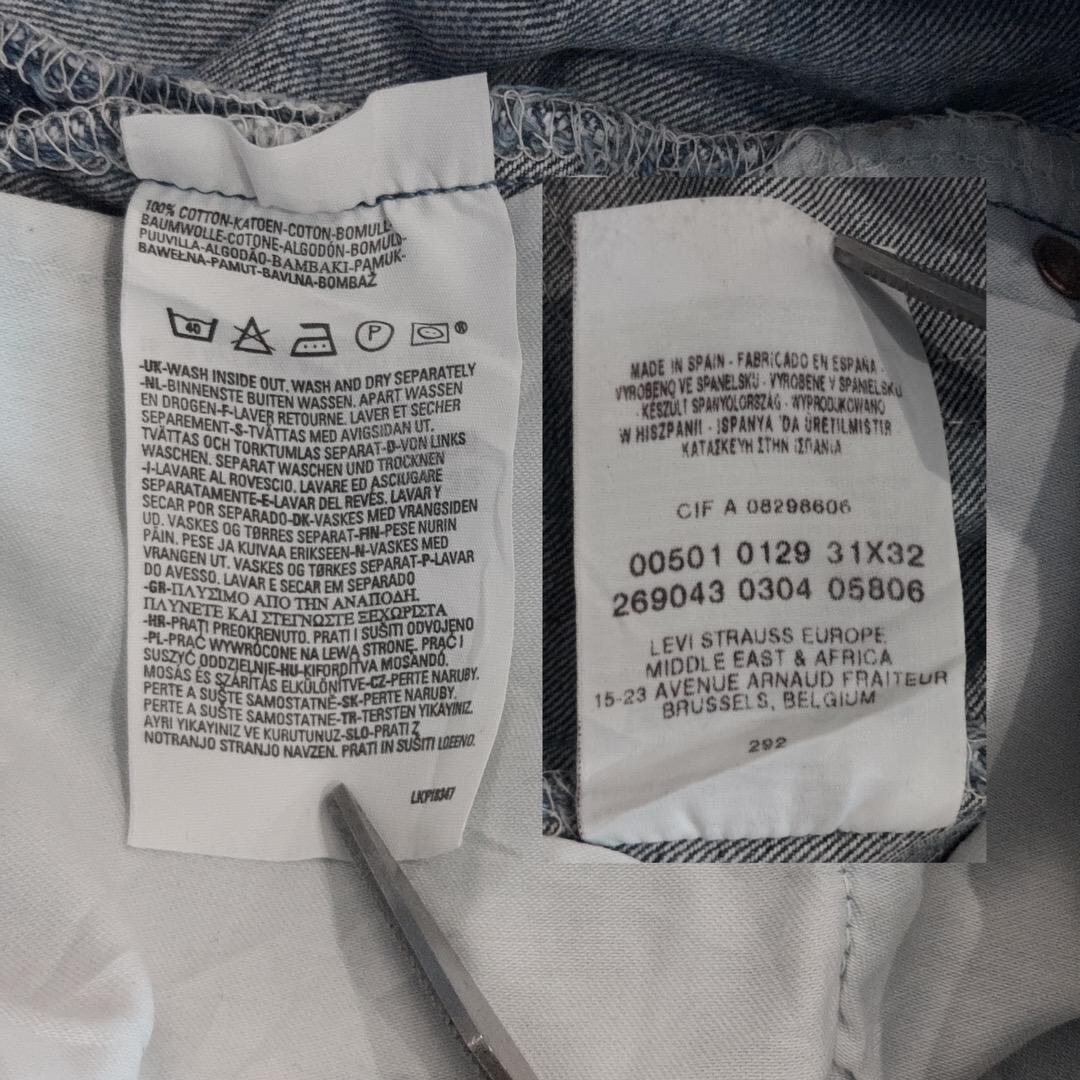 100% COTTON-KATOEN-COTON-BOMULL-
BAUMWOLLE-COTONE-ALGODÓN-BOMULD-
PUUVILLA-ALGODÃO-BAMBAKI-PAMUK-
BAWEŁNA-PAMUT-BAVLNA-BOMBAŽ
40
P
®
-UK-WASH INSIDE OUT. WASH AND DRY SEPARATELY
-NL-BINNENSTE BUITEN WASSEN. APART WASSEN
EN DROGEN-F-LAVER RETOURNE. LAVER ET SECHER
SEPAREMENT-S-TVÄTTAS MED AVIGSIDAN UT.
TVÄTTAS OCH TORKTUMLAS SEPARAT-D-VON LINKS
WASCHEN. SEPARAT WASCHEN UND TROCKNEN
-I-LAVARE AL ROVESCIO. LAVARE ED ASCIUGARE
SEPARATAMENTE-E-LAVAR DEL REVÉS. LAVAR Y
SECAR POR SEPARADO-DK-VASKES MED VRANGSIDEN
UD. VASKES OG TØRRES SEPARAT-FIN-PESE NURIN
PÄIN. PESE JA KUIVAA ERIKSEEN-N-VASKES MED
VRANGEN UT. VASKES OG TØRKES SEPARAT-P-LAVAR
DO AVESSO. LAVAR E SECAR EM SEPARADO
-GR-ΠΛΥΣΙΜΟ ΑΠΟ ΤΗΝ ΑΝΑΠΟΔΗ.
ΠΛΥΝΕΤΕ ΚΑΙ ΣΤΕΓΝΩΣΤΕ ΞΕΧΩΡΙΣΤΑ
-HR-PRATI PREOKRENUTO. PRATI I SUŠITI ODVOJENO
-PL-PRAĆ WYWRÓCONE NA LEWĄ STRONĘ. PRAĆ I
SUSZYĆ ODDZIELNIE-HU-KIFORDÍTVA MOSANDÓ.
MOSÁS ÉS SZÁRÍTÁS ELKÜLÖNÍTVE-CZ-PERTE NARUBY.
PERTE A SUŠTE SAMOSTATNĚ-SK-PERTE NARUBY.
PERTE A SUŠTE SAMOSTATNE-TR-TERSTEN YIKAYINIZ.
AYRI YIKAYINIZ VE KURUTUNUZ-SLO-PRATI Z
NOTRANJO STRANJO NAVZEN. PRATI IN SUŠITI LOEENO.
LKP18347
MADE IN SPAIN - FABRICADO EN ESPAÑA -
VYROBENO VE SPANELSKU - VYROBENE V SPANIELSKU
- KÉSZULT SPANYOLORSZAG - WYPRODUKOWANO
W HISZPANII - ISPANYA 'DA ÜRETILMISTIR
ΚΑΤΑΣΚΕΥΗ ΣΤΗΝ ΙΣΠΑΝΙΑ
CIF A 08298606
00501 0129 31X32
269043 0304 05806
LEVI STRAUSS EUROPE
MIDDLE EAST & AFRICA
15-23 AVENUE ARNAUD FRAITEUR
BRUSSELS, BELGIUM
292